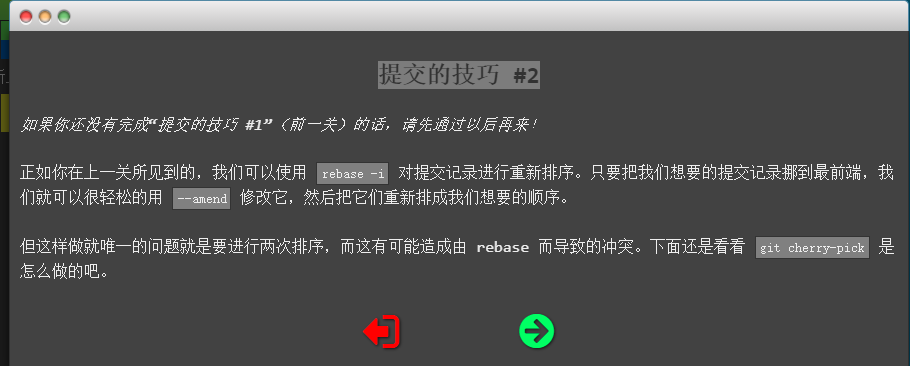 提交的技巧 #2
如果你还没有完成“提交的技巧 #1”（前一关）的话，请先通过以后再来！
正如你在上一关所见到的，我们可以使用 rebase -i 对提交记录进行重新排序。只要把我们想要的提交记录挪到最前端，我
们就可以很轻松的用 --amend 修改它，然后把它们重新排成我们想要的顺序。
但这样做就唯一的问题就是要进行两次排序，而这有可能造成由 rebase 而导致的冲突。下面还是看看 git cherry-pick 是
怎么做的吧。